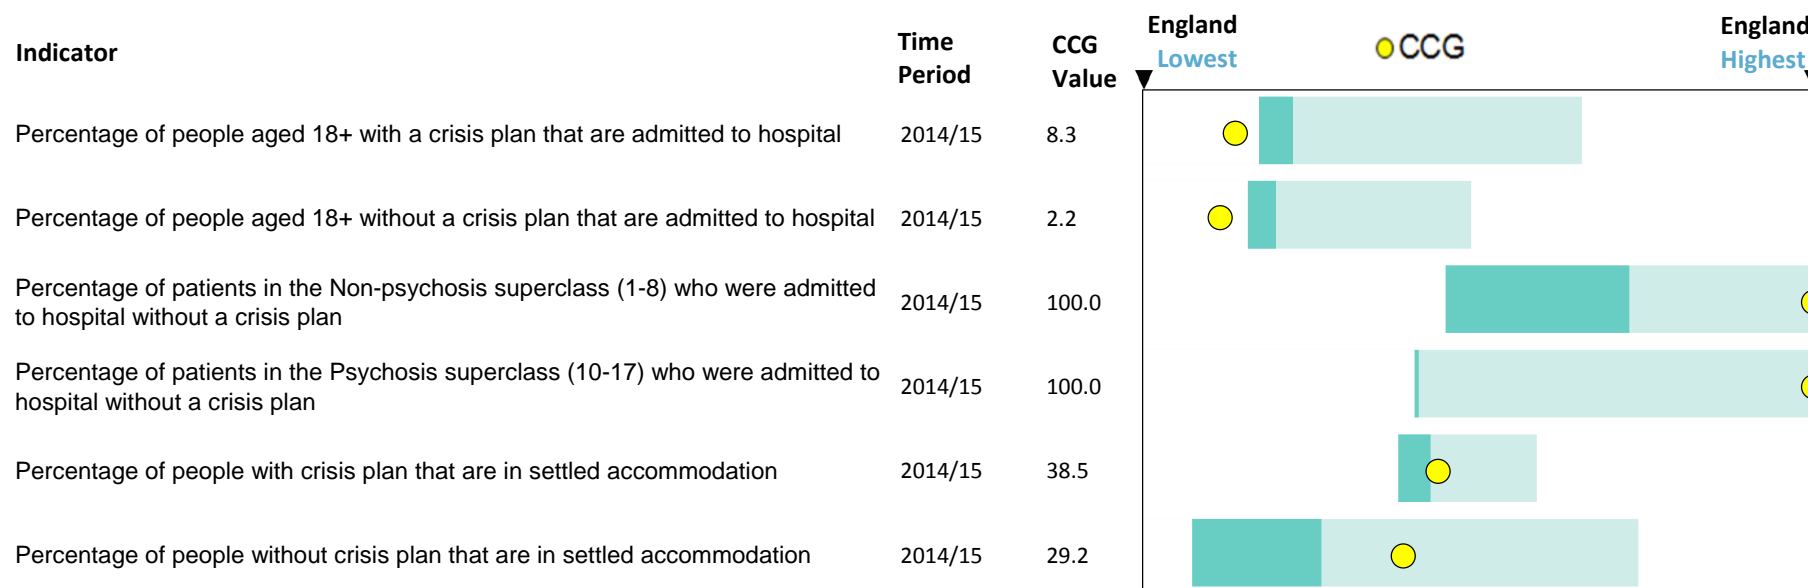 Indicator
Time
Period
CCG
Value
England
Lowest
CCG
England
Highest
Percentage of people aged 18+ with a crisis plan that are admitted to hospital 2014/15 8.3
Percentage of people aged 18+ without a crisis plan that are admitted to hospital 2014/15 2.2
Percentage of patients in the Non-psychosis superclass (1-8) who were admitted
to hospital without a crisis plan
2014/15 100.0
Percentage of patients in the Psychosis superclass (10-17) who were admitted to
hospital without a crisis plan
2014/15 100.0
Percentage of people with crisis plan that are in settled accommodation 2014/15 38.5
Percentage of people without crisis plan that are in settled accommodation 2014/15 29.2